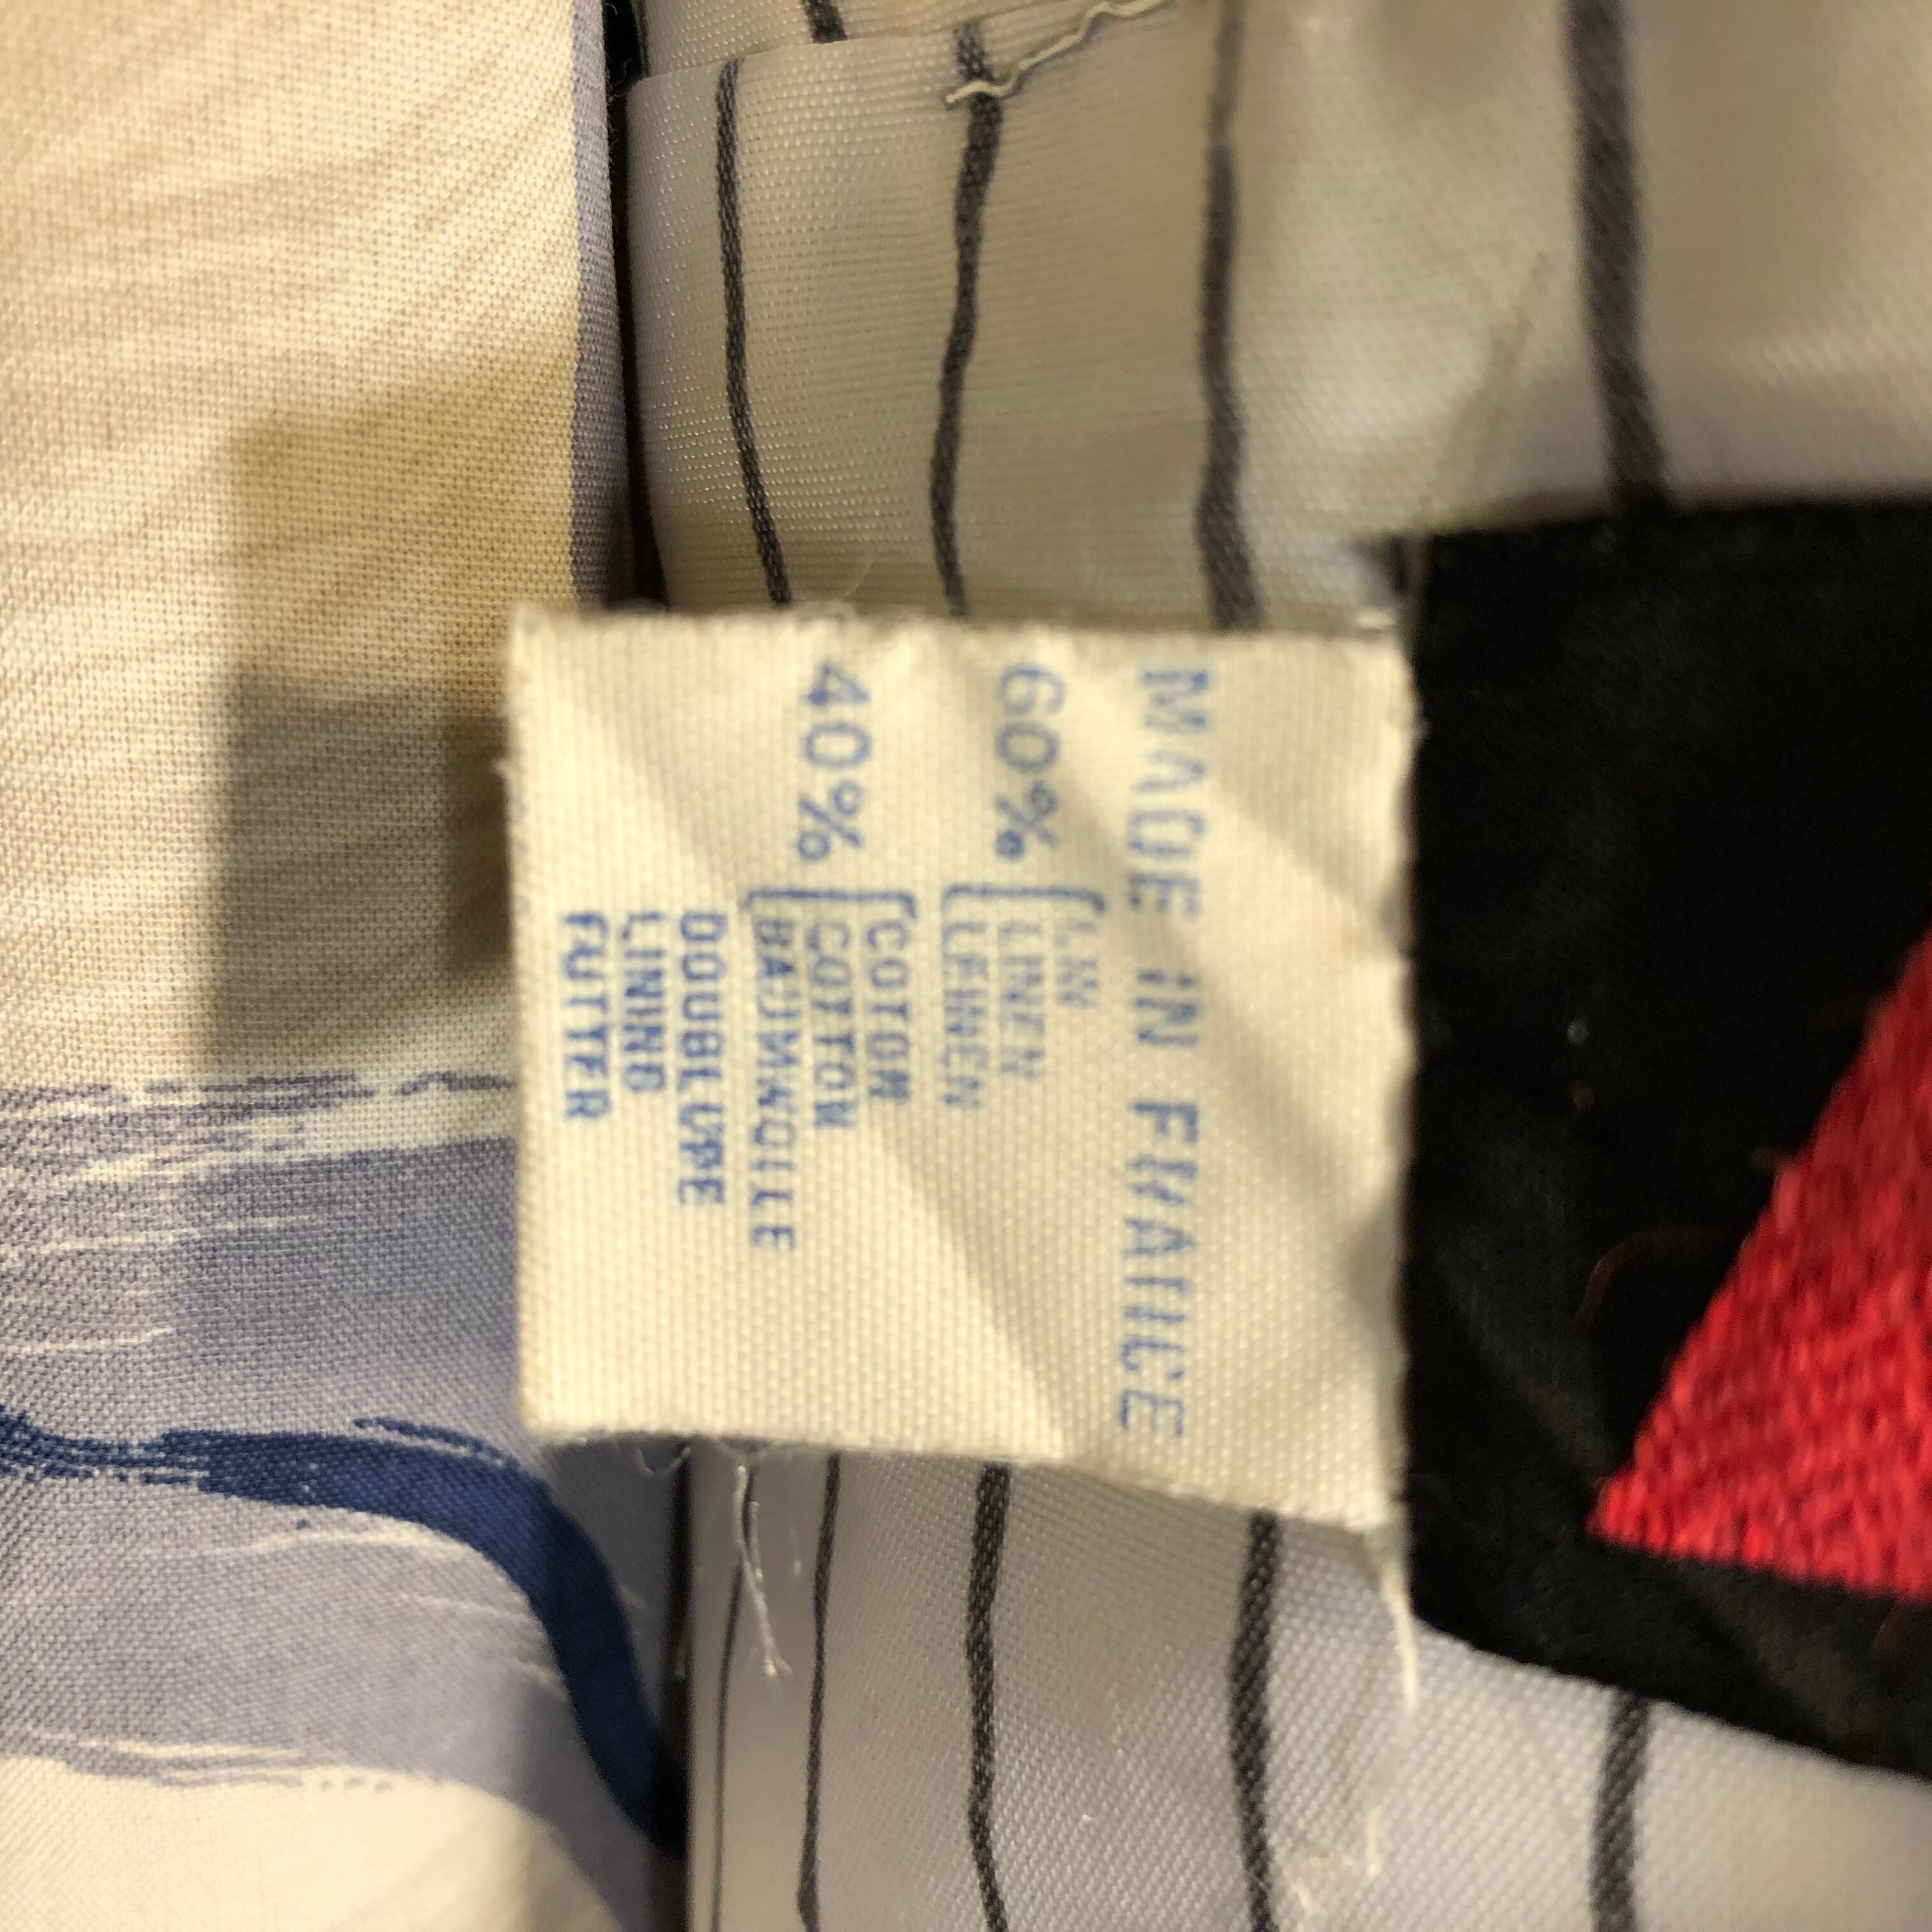 MADE IN FRANCE
LIN
60% LINEN
LEINEN
COTON
40% COTTON
BAUMWOLLE
DOUBLURE
LINING
FUTTER